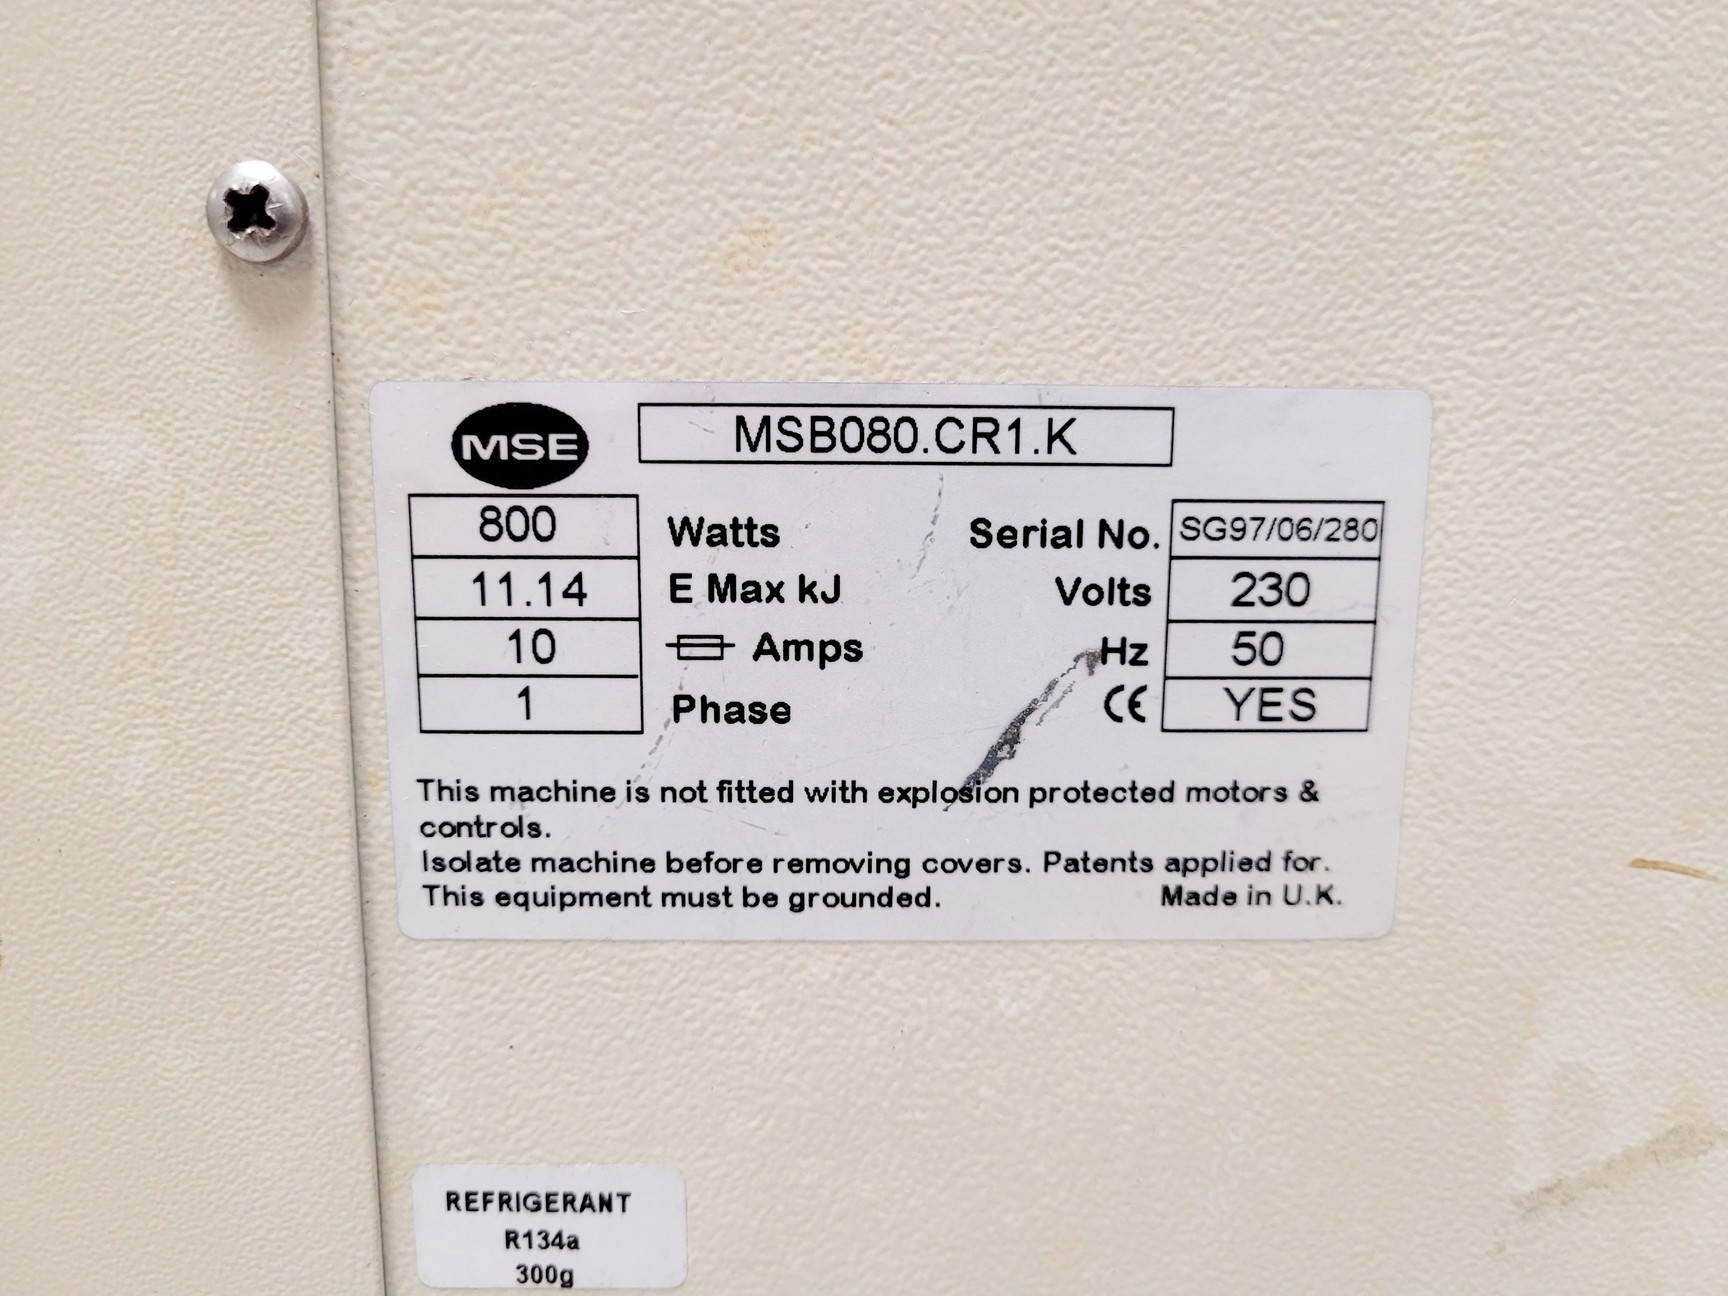 MSE MSB080.CR1.K
800 Watts Serial No. SG97/06/280
11.14 E Max kJ Volts 230
10 Amps Hz 50
1 Phase CE YES
This machine is not fitted with explosion protected motors &
controls.
Isolate machine before removing covers. Patents applied for.
This equipment must be grounded. Made in U.K.
REFRIGERANT
R134a
300g